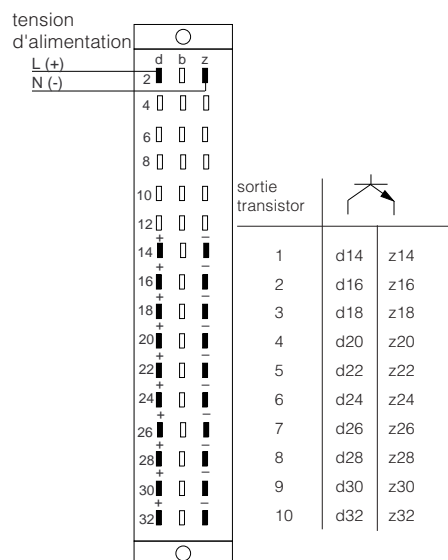 tension
d'alimentation
L (+)
N (-)
d b z
2
4
6
8
10
12
+ –
14
+ –
16
+ –
18
+ –
20
+ –
22
+ –
24
+ –
26
+ –
28
+ –
30
+ –
32
sortie
transistor
1 d14 z14
2 d16 z16
3 d18 z18
4 d20 z20
5 d22 z22
6 d24 z24
7 d26 z26
8 d28 z28
9 d30 z30
10 d32 z32